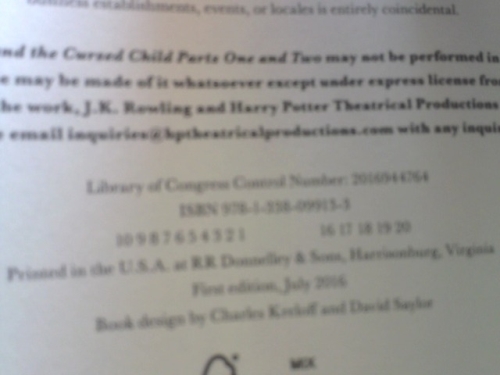 business establishments, events, or locales is entirely coincidental.
and the Cursed Child Parts One and Two may not be performed in
may be made of it whatsoever except under express license from
the work, J.K. Rowling and Harry Potter Theatrical Productions
email inquiries@hptheatricalproductions.com with any inquir
Library of Congress Control Number: 2016944764
ISBN 978-1-338-09913-3
10 9 8 7 6 5 4 3 2 1 16 17 18 19 20
Printed in the U.S.A. at RR Donnelley & Sons, Harrisonburg, Virginia
First edition, July 2016
Book design by Charles Kreloff and David Saylor
MIX